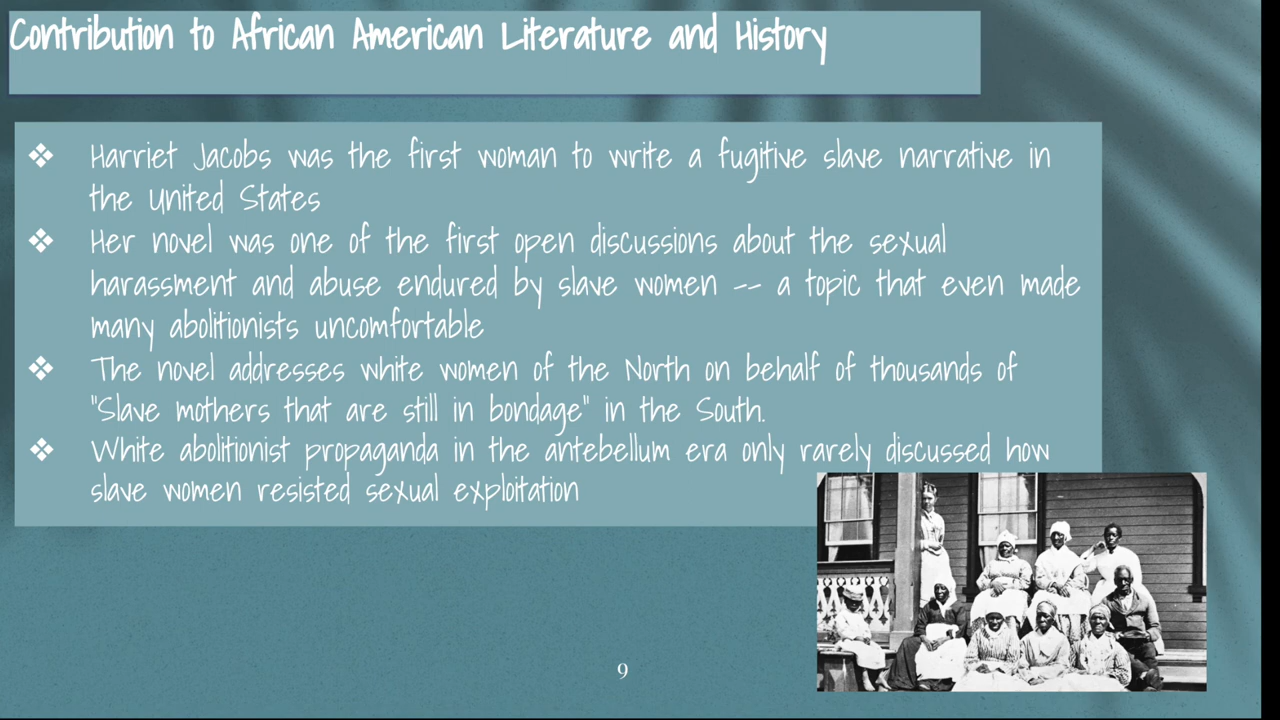 Contribution to African American Literature and History
❖ Harriet Jacobs was the first woman to write a fugitive slave narrative in
the United States
❖ Her novel was one of the first open discussions about the sexual
harassment and abuse endured by slave women -- a topic that even made
many abolitionists uncomfortable
❖ The novel addresses white women of the North on behalf of thousands of
"Slave mothers that are still in bondage" in the South.
❖ White abolitionist propaganda in the antebellum era only rarely discussed how
slave women resisted sexual exploitation
9